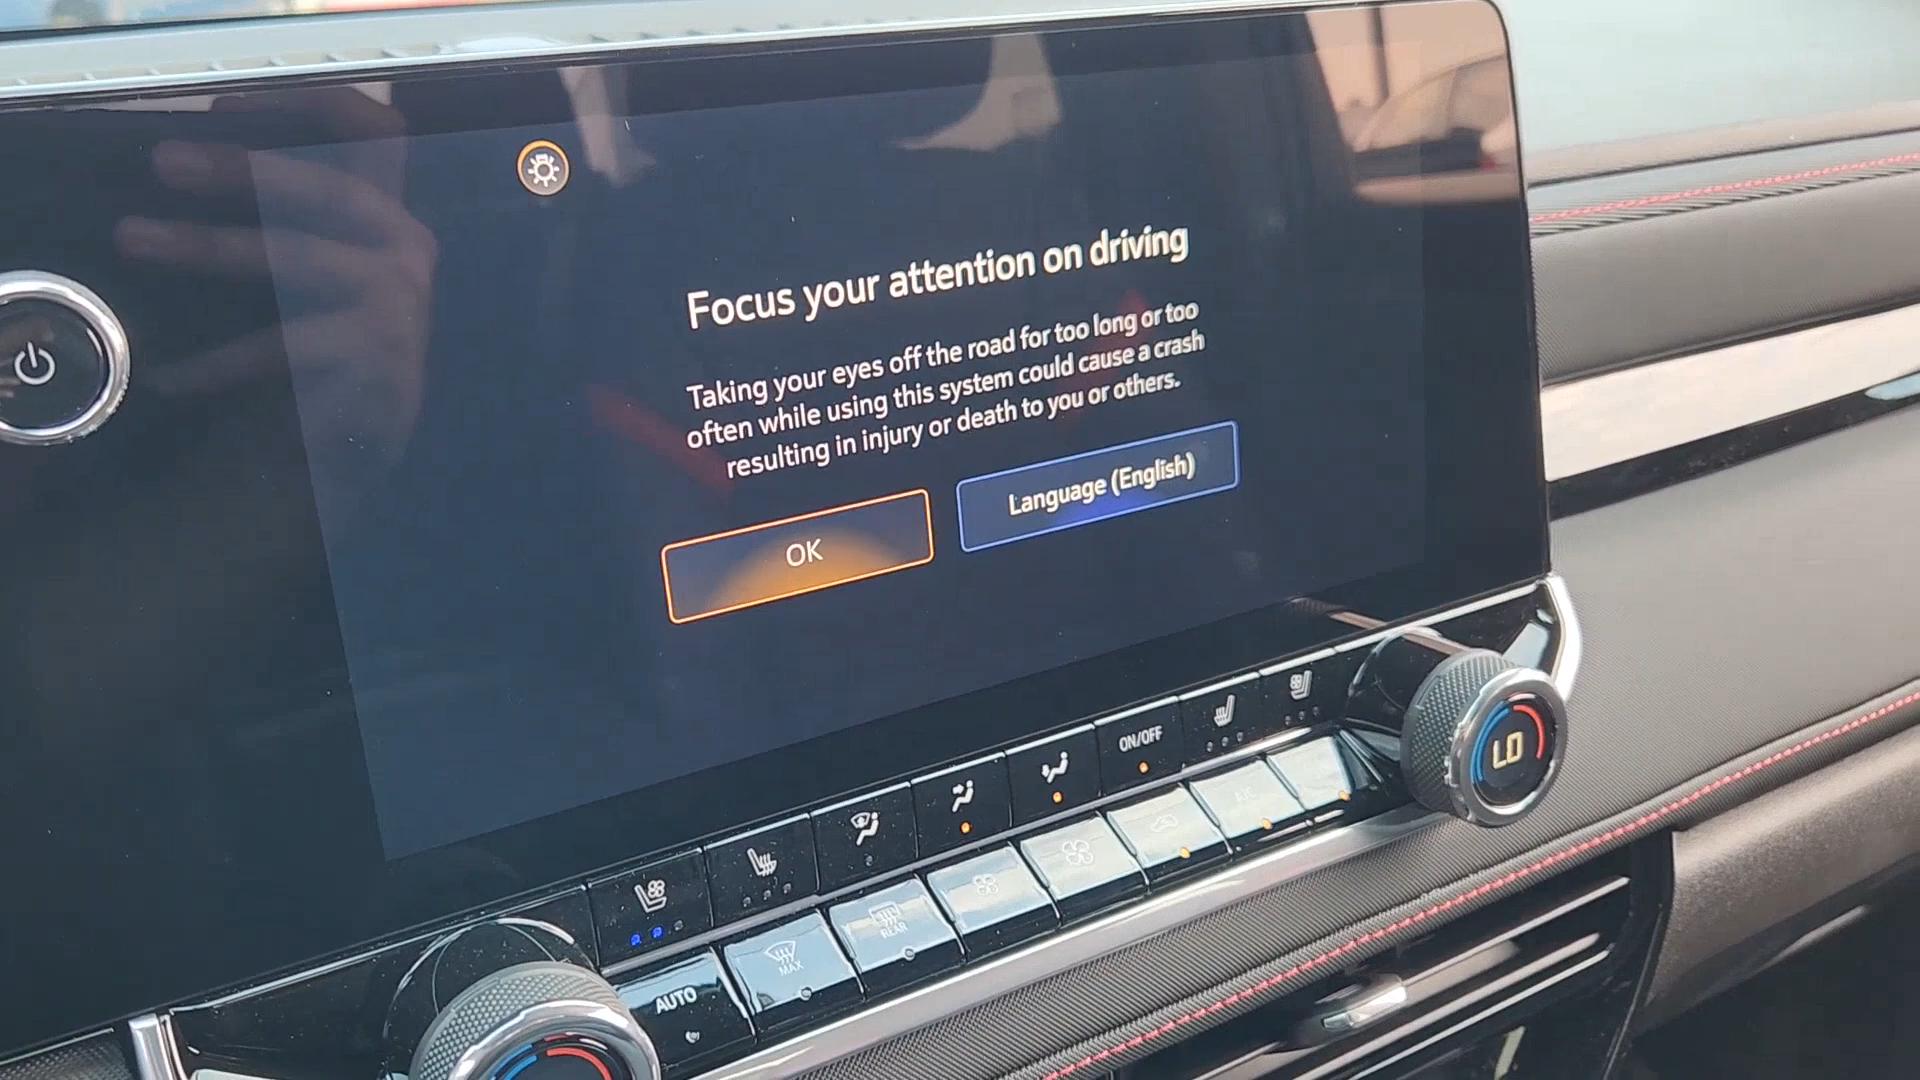 Focus your attention on driving
Taking your eyes off the road for too long or too
often while using this system could cause a crash
resulting in injury or death to you or others.
OK
Language (English)
ON/OFF
LO
A/C
REAR
MAX
AUTO